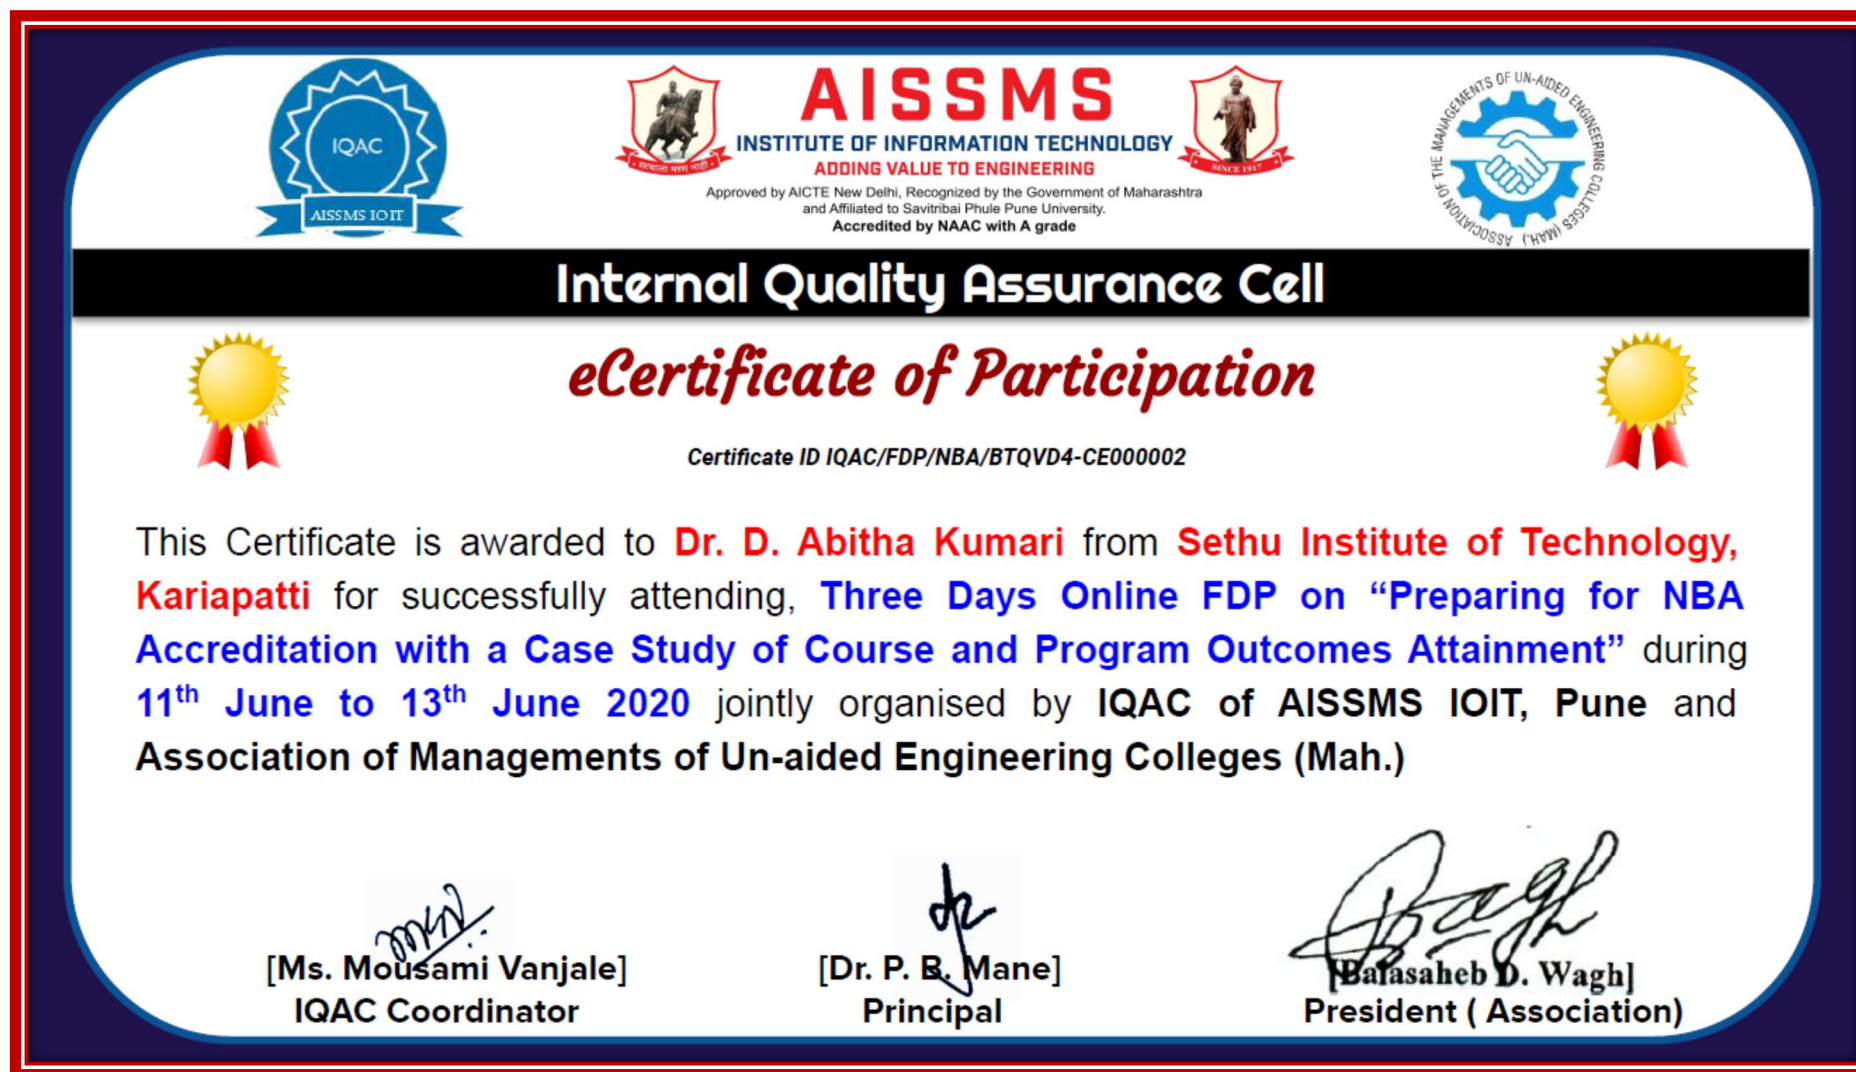 IQAC
AISSMS IOIT
सत्याला मरण नाही
AISSMS
INSTITUTE OF INFORMATION TECHNOLOGY
ADDING VALUE TO ENGINEERING
Approved by AICTE New Delhi, Recognized by the Government of Maharashtra
and Affiliated to Savitribai Phule Pune University.
Accredited by NAAC with A grade
SINCE 1917
ASSOCIATION OF THE MANAGEMENTS OF UN-AIDED ENGINEERING COLLEGES (MAH.)
Internal Quality Assurance Cell
eCertificate of Participation
Certificate ID IQAC/FDP/NBA/BTQVD4-CE000002
This Certificate is awarded to Dr. D. Abitha Kumari from Sethu Institute of Technology,
Kariapatti for successfully attending, Three Days Online FDP on “Preparing for NBA
Accreditation with a Case Study of Course and Program Outcomes Attainment” during
11th June to 13th June 2020 jointly organised by IQAC of AISSMS IOIT, Pune and
Association of Managements of Un-aided Engineering Colleges (Mah.)
[Ms. Mousami Vanjale]
IQAC Coordinator
[Dr. P. B. Mane]
Principal
[Balasaheb D. Wagh]
President ( Association)